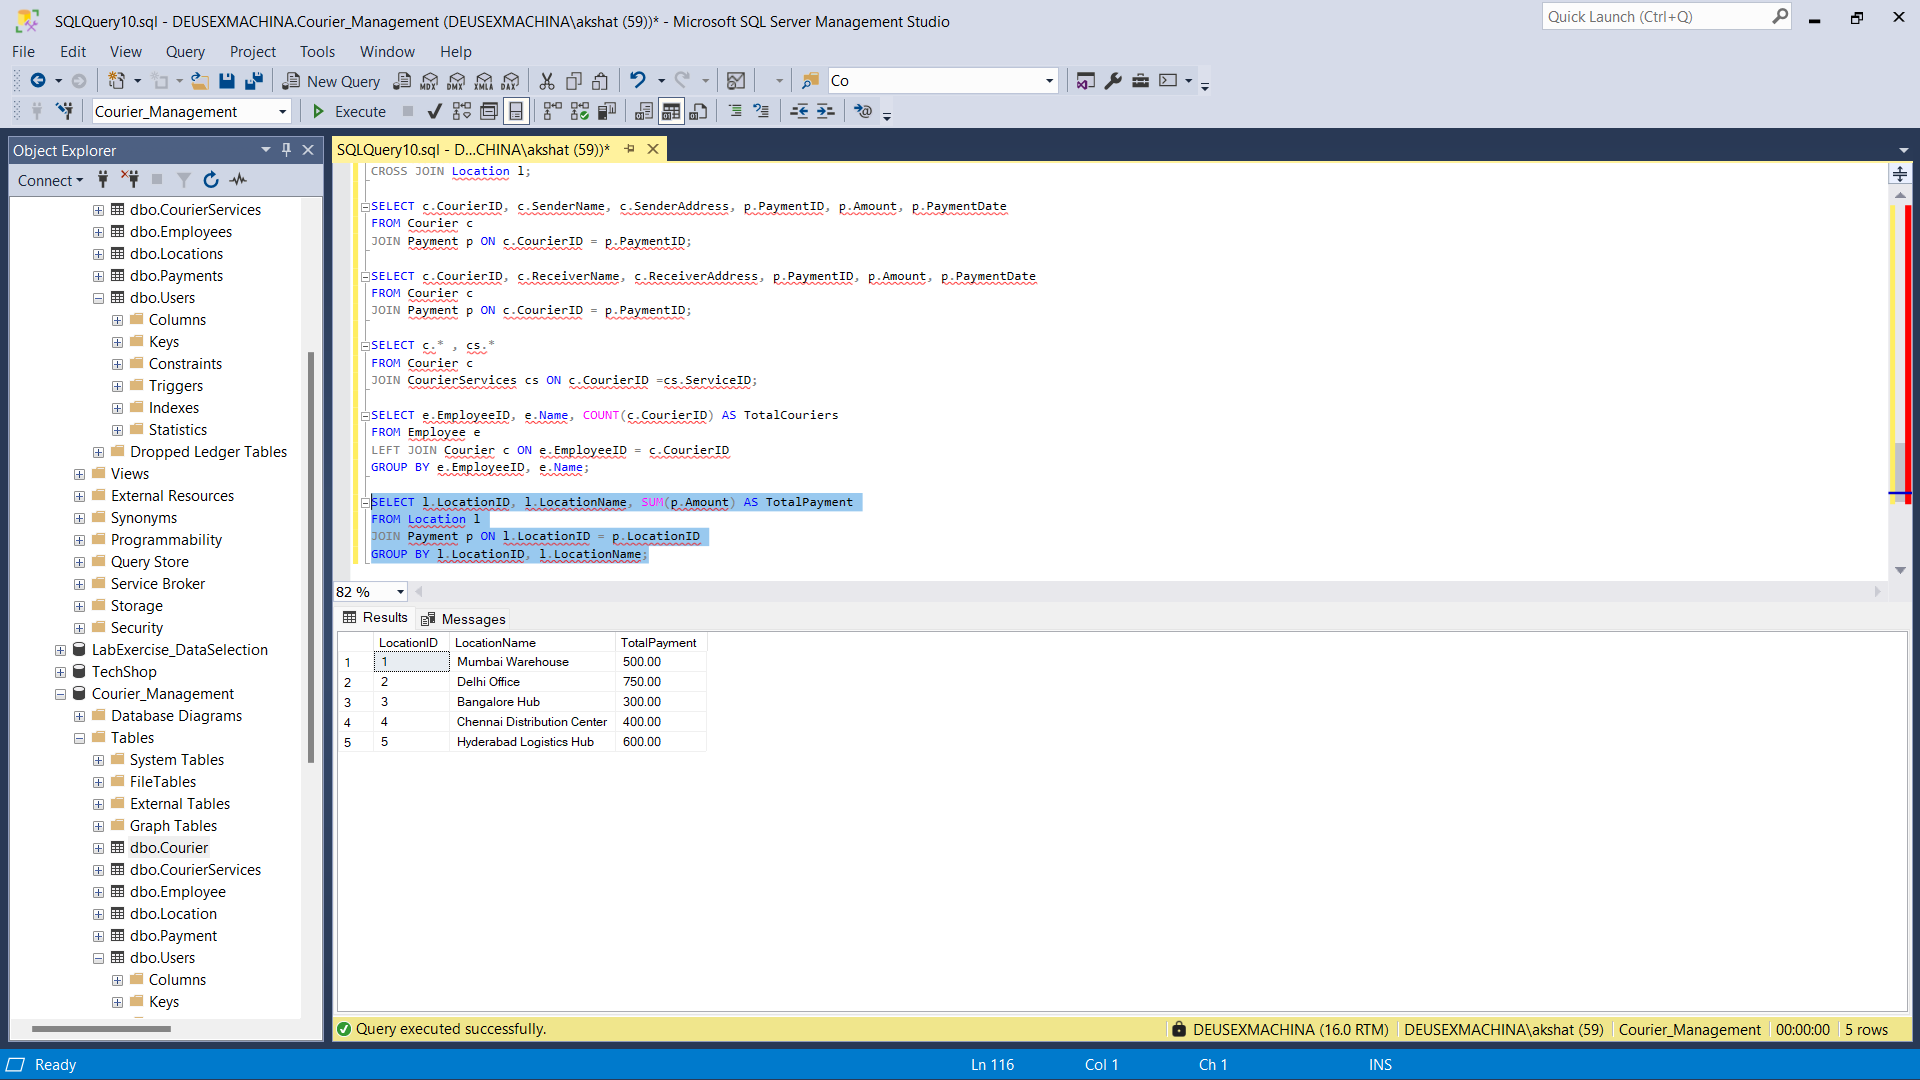 SQLQuery10.sql - DEUSEXMACHINA.Courier_Management (DEUSEXMACHINA\akshat (59))* - Microsoft SQL Server Management Studio
Quick Launch (Ctrl+Q)
File Edit View Query Project Tools Window Help
New Query
MDX DMX XMLA DAX
Co
Courier_Management
Execute
Object Explorer
Connect
dbo.CourierServices
dbo.Employees
dbo.Locations
dbo.Payments
dbo.Users
Columns
Keys
Constraints
Triggers
Indexes
Statistics
Dropped Ledger Tables
Views
External Resources
Synonyms
Programmability
Query Store
Service Broker
Storage
Security
LabExercise_DataSelection
TechShop
Courier_Management
Database Diagrams
Tables
System Tables
FileTables
External Tables
Graph Tables
dbo.Courier
dbo.CourierServices
dbo.Employee
dbo.Location
dbo.Payment
dbo.Users
Columns
Keys
SQLQuery10.sql - D...CHINA\akshat (59))*
CROSS JOIN Location l;
SELECT c.CourierID, c.SenderName, c.SenderAddress, p.PaymentID, p.Amount, p.PaymentDate
FROM Courier c
JOIN Payment p ON c.CourierID = p.PaymentID;
SELECT c.CourierID, c.ReceiverName, c.ReceiverAddress, p.PaymentID, p.Amount, p.PaymentDate
FROM Courier c
JOIN Payment p ON c.CourierID = p.PaymentID;
SELECT c.* , cs.*
FROM Courier c
JOIN CourierServices cs ON c.CourierID =cs.ServiceID;
SELECT e.EmployeeID, e.Name, COUNT(c.CourierID) AS TotalCouriers
FROM Employee e
LEFT JOIN Courier c ON e.EmployeeID = c.CourierID
GROUP BY e.EmployeeID, e.Name;
SELECT l.LocationID, l.LocationName, SUM(p.Amount) AS TotalPayment
FROM Location l
JOIN Payment p ON l.LocationID = p.LocationID
GROUP BY l.LocationID, l.LocationName;
82 %
Results Messages
LocationID LocationName TotalPayment
1 1 Mumbai Warehouse 500.00
2 2 Delhi Office 750.00
3 3 Bangalore Hub 300.00
4 4 Chennai Distribution Center 400.00
5 5 Hyderabad Logistics Hub 600.00
Query executed successfully.
DEUSEXMACHINA (16.0 RTM) DEUSEXMACHINA\akshat (59) Courier_Management 00:00:00 5 rows
Ready
Ln 116 Col 1 Ch 1 INS